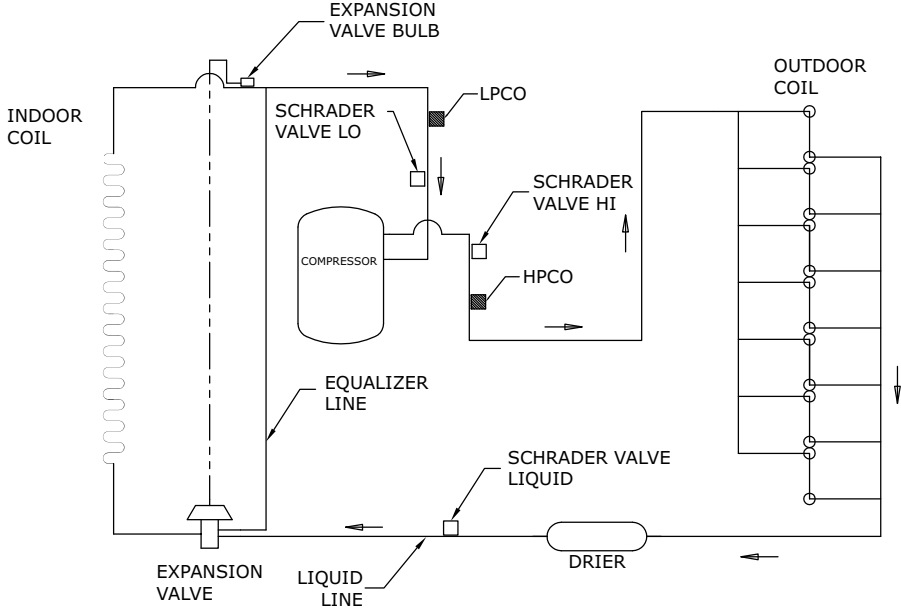 EXPANSION
VALVE BULB
OUTDOOR
COIL
INDOOR
COIL
SCHRADER
VALVE LO
LPCO
SCHRADER
VALVE HI
COMPRESSOR
HPCO
EQUALIZER
LINE
SCHRADER VALVE
LIQUID
EXPANSION
VALVE
LIQUID
LINE
DRIER